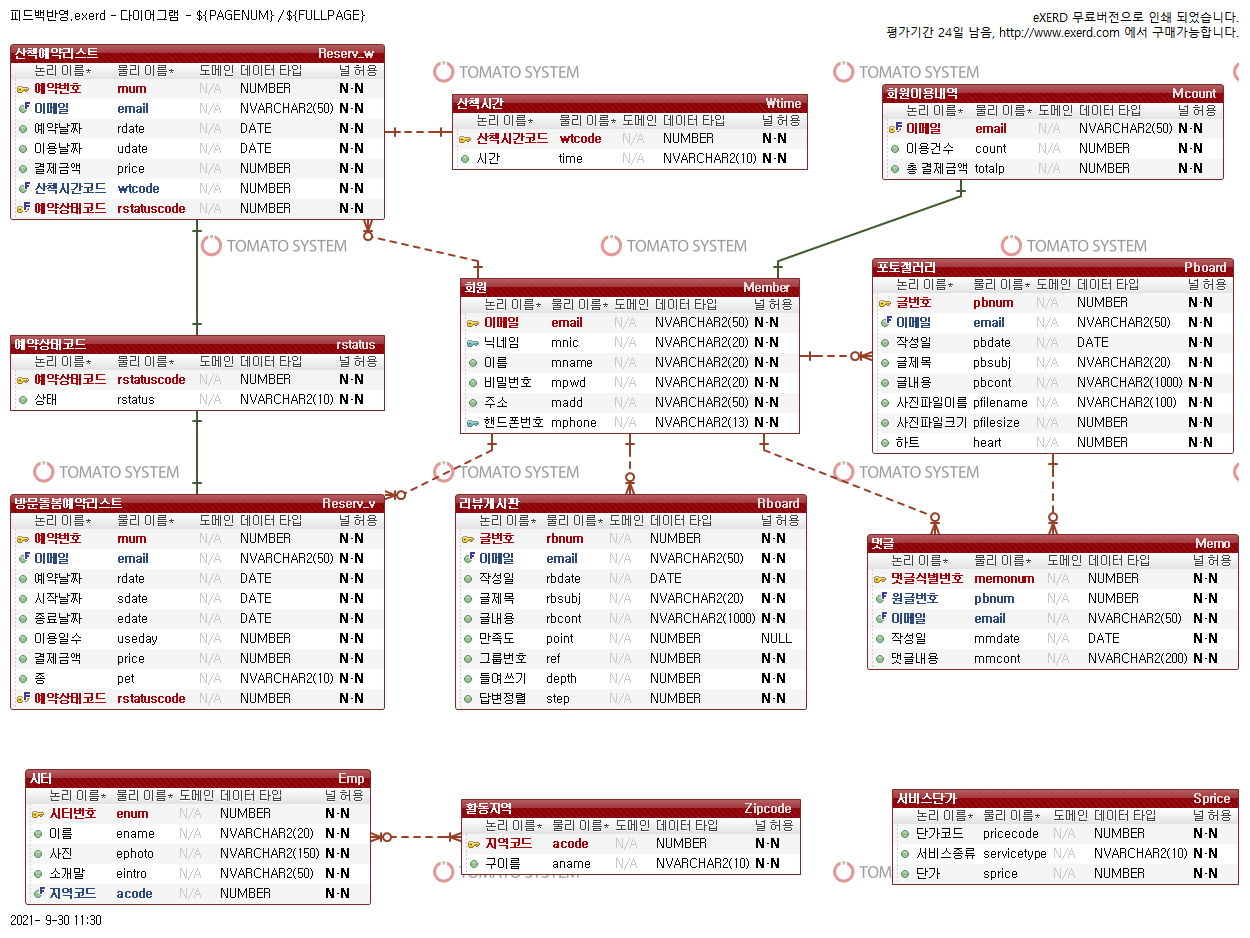 피드백반영.exerd - 다이어그램 - ${PAGENUM} / ${FULLPAGE}
eXERD 무료버전으로 인쇄 되었습니다.
평가기간 24일 남음, http://www.exerd.com 에서 구매가능합니다.
산책예약리스트 Reserv_w
논리 이름* 물리 이름* 도메인 데이터 타입 널 허용
예약번호 rnum N/A NUMBER N-N
이메일 email N/A NVARCHAR2(50) N-N
예약날짜 rdate N/A DATE N-N
이용날짜 udate N/A DATE N-N
결제금액 price N/A NUMBER N-N
산책시간코드 wtcode N/A NUMBER N-N
예약상태코드 rstatuscode N/A NUMBER N-N
TOMATO SYSTEM
TOMATO SYSTEM
산책시간 Wtime
논리 이름* 물리 이름* 도메인 데이터 타입 널 허용
산책시간코드 wtcode N/A NUMBER N-N
시간 time N/A NVARCHAR2(10) N-N
회원이용내역 Mcount
논리 이름* 물리 이름* 도메인 데이터 타입 널 허용
이메일 email N/A NVARCHAR2(50) N-N
이용건수 count N/A NUMBER N-N
총 결제금액 totalp N/A NUMBER N-N
TOMATO SYSTEM
TOMATO SYSTEM
TOMATO SYSTEM
예약상태코드 rstatus
논리 이름* 물리 이름* 도메인 데이터 타입 널 허용
예약상태코드 rstatuscode N/A NUMBER N-N
상태 rstatus N/A NVARCHAR2(10) N-N
회원 Member
논리 이름* 물리 이름* 도메인 데이터 타입 널 허용
이메일 email N/A NVARCHAR2(50) N-N
닉네임 mnic N/A NVARCHAR2(20) N-N
이름 mname N/A NVARCHAR2(20) N-N
비밀번호 mpwd N/A NVARCHAR2(20) N-N
주소 madd N/A NVARCHAR2(50) N-N
핸드폰번호 mphone N/A NVARCHAR2(13) N-N
포토갤러리 Pboard
논리 이름* 물리 이름* 도메인 데이터 타입 널 허용
글번호 pbnum N/A NUMBER N-N
이메일 email N/A NVARCHAR2(50) N-N
작성일 pbdate N/A DATE N-N
글제목 pbsubj N/A NVARCHAR2(20) N-N
글내용 pbcont N/A NVARCHAR2(1000) N-N
사진파일이름 pfilename N/A NVARCHAR2(100) N-N
사진파일크기 pfilesize N/A NUMBER N-N
하트 heart N/A NUMBER N-N
TOMATO SYSTEM
TOMATO SYSTEM
TOMATO SYSTEM
방문돌봄예약리스트 Reserv_v
논리 이름* 물리 이름* 도메인 데이터 타입 널 허용
예약번호 rnum N/A NUMBER N-N
이메일 email N/A NVARCHAR2(50) N-N
예약날짜 rdate N/A DATE N-N
시작날짜 sdate N/A DATE N-N
종료날짜 edate N/A DATE N-N
이용일수 useday N/A NUMBER N-N
결제금액 price N/A NUMBER N-N
종 pet N/A NVARCHAR2(10) N-N
예약상태코드 rstatuscode N/A NUMBER N-N
리뷰게시판 Rboard
논리 이름* 물리 이름* 도메인 데이터 타입 널 허용
글번호 rbnum N/A NUMBER N-N
이메일 email N/A NVARCHAR2(50) N-N
작성일 rbdate N/A DATE N-N
글제목 rbsubj N/A NVARCHAR2(20) N-N
글내용 rbcont N/A NVARCHAR2(1000) N-N
만족도 point N/A NUMBER NULL
그룹번호 ref N/A NUMBER N-N
들여쓰기 depth N/A NUMBER N-N
답변정렬 step N/A NUMBER N-N
댓글 Memo
논리 이름* 물리 이름* 도메인 데이터 타입 널 허용
댓글식별번호 memonum N/A NUMBER N-N
원글번호 pbnum N/A NUMBER N-N
이메일 email N/A NVARCHAR2(50) N-N
작성일 mmdate N/A DATE N-N
댓글내용 mmcont N/A NVARCHAR2(200) N-N
시터 Emp
논리 이름* 물리 이름* 도메인 데이터 타입 널 허용
시터번호 enum N/A NUMBER N-N
이름 ename N/A NVARCHAR2(20) N-N
사진 ephoto N/A NVARCHAR2(150) N-N
소개말 eintro N/A NVARCHAR2(50) N-N
지역코드 acode N/A NUMBER N-N
활동지역 Zipcode
논리 이름* 물리 이름* 도메인 데이터 타입 널 허용
지역코드 acode N/A NUMBER N-N
구이름 aname N/A NVARCHAR2(10) N-N
TOMATO SYSTEM
서비스단가 Sprice
논리 이름* 물리 이름* 도메인 데이터 타입 널 허용
단가코드 pricecode N/A NUMBER N-N
서비스종류 servicetype N/A NVARCHAR2(10) N-N
단가 sprice N/A NUMBER N-N
TOM
2021- 9-30 11:30